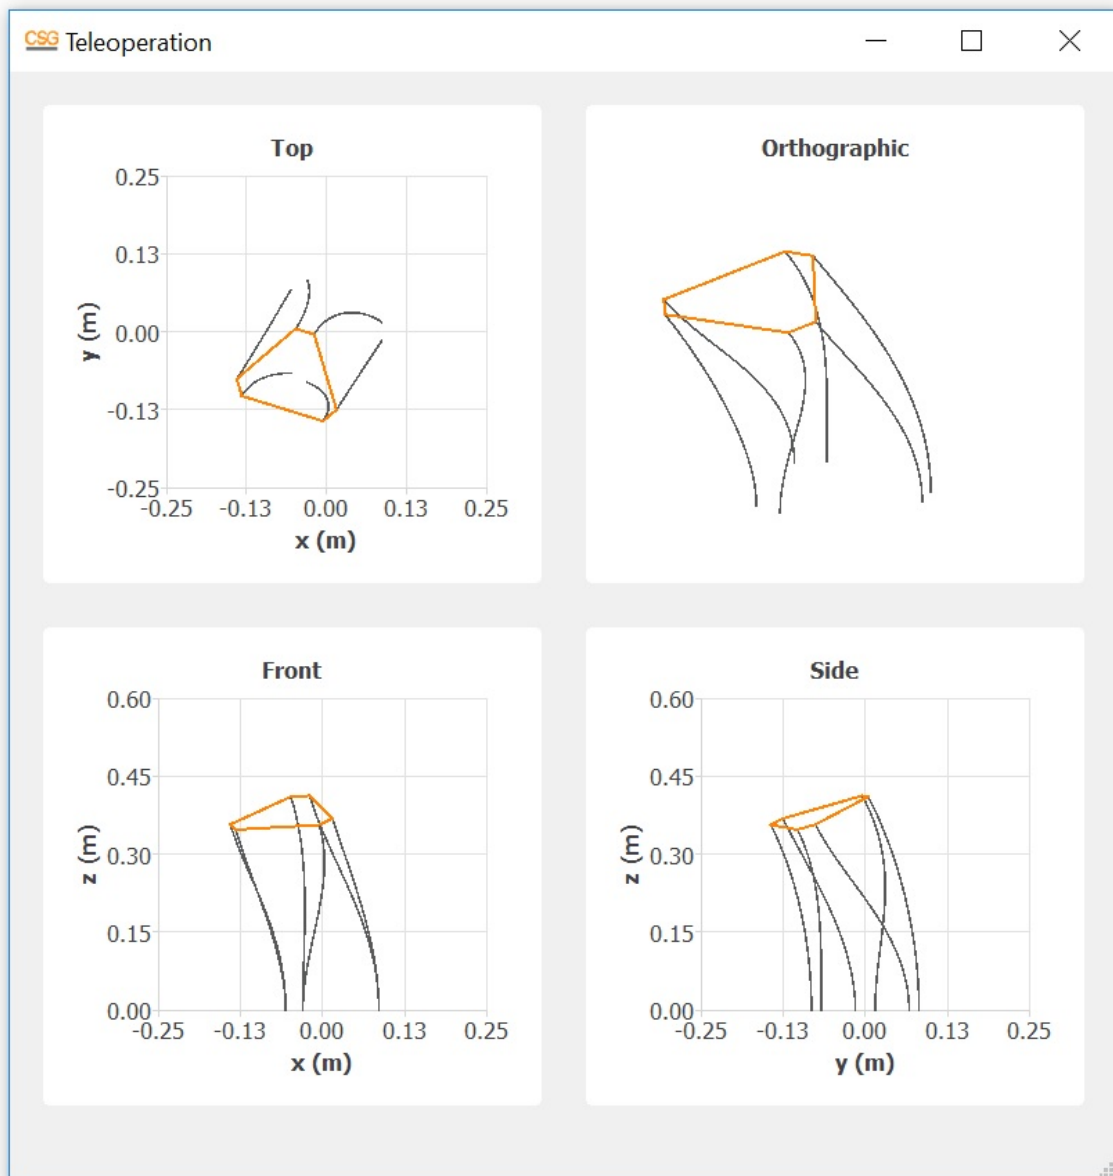 CSG Teleoperation
Top
0.25
0.13
0.00
-0.13
-0.25
y (m)
-0.25 -0.13 0.00 0.13 0.25
x (m)
Orthographic
Front
0.60
0.45
0.30
0.15
0.00
z (m)
-0.25 -0.13 0.00 0.13 0.25
x (m)
Side
0.60
0.45
0.30
0.15
0.00
z (m)
-0.25 -0.13 0.00 0.13 0.25
y (m)